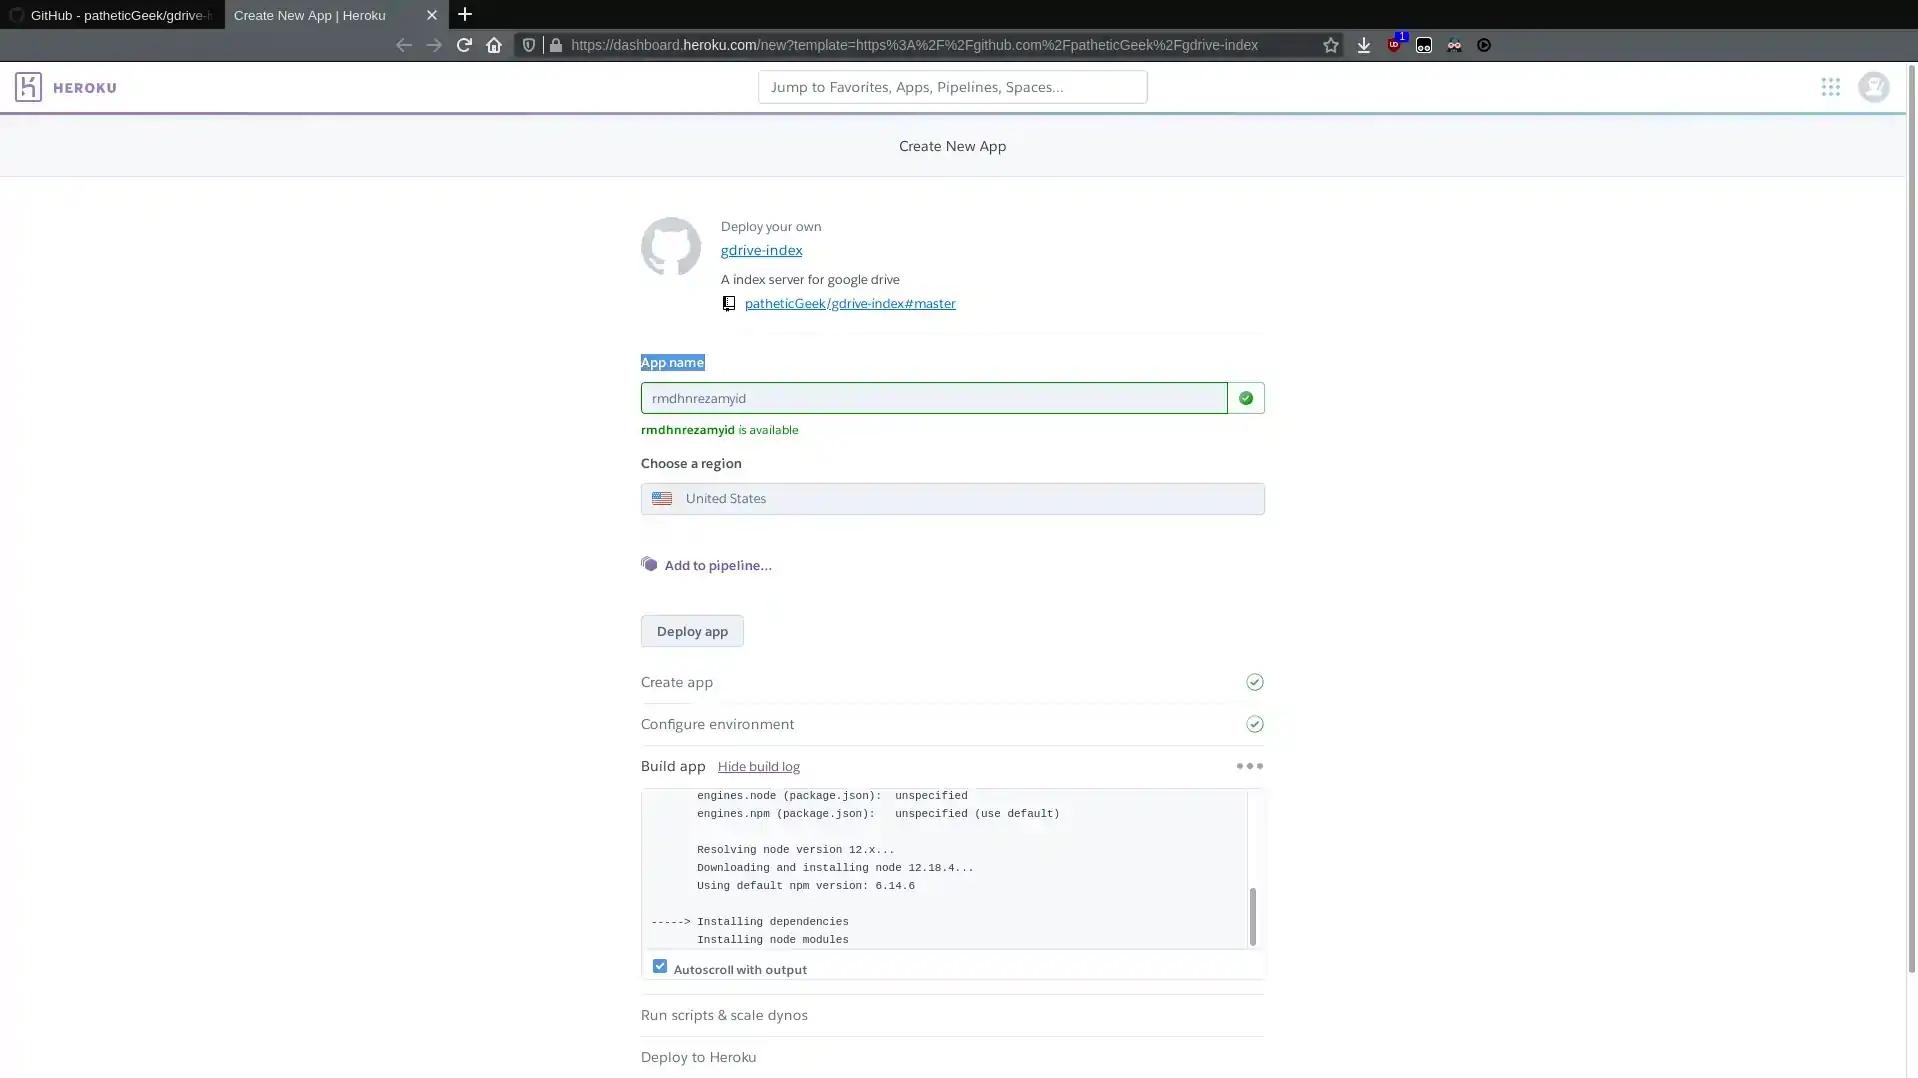 GitHub - patheticGeek/gdrive-i
Create New App | Heroku
https://dashboard.heroku.com/new?template=https%3A%2F%2Fgithub.com%2FpatheticGeek%2Fgdrive-index
1
HEROKU
Jump to Favorites, Apps, Pipelines, Spaces...
Create New App
Deploy your own
gdrive-index
A index server for google drive
patheticGeek/gdrive-index#master
App name
rmdhnrezamyid
rmdhnrezamyid is available
Choose a region
United States
Add to pipeline...
Deploy app
Create app
Configure environment
Build app Hide build log
engines.node (package.json): unspecified
engines.npm (package.json): unspecified (use default)
Resolving node version 12.x...
Downloading and installing node 12.18.4...
Using default npm version: 6.14.6
-----> Installing dependencies
Installing node modules
Autoscroll with output
Run scripts & scale dynos
Deploy to Heroku